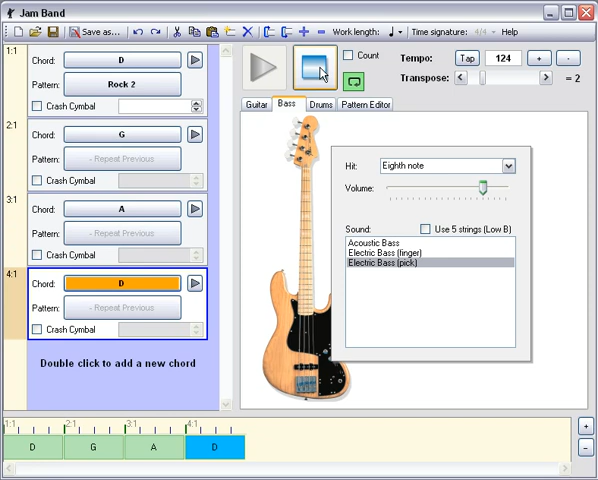 Jam Band
Save as... Work length: Time signature: 4/4 Help
1:1
Chord: D
Pattern: Rock 2
Crash Cymbal
2:1
Chord: G
Pattern: - Repeat Previous
Crash Cymbal
3:1
Chord: A
Pattern: - Repeat Previous
Crash Cymbal
4:1
Chord: D
Pattern: - Repeat Previous
Crash Cymbal
Double click to add a new chord
Count
Tempo: Tap 124 + -
Transpose: = 2
Guitar Bass Drums Pattern Editor
Hit: Eighth note
Volume:
Sound: Use 5 strings (Low B)
Acoustic Bass
Electric Bass (finger)
Electric Bass (pick)
1:1 2:1 3:1 4:1
D G A D
+
-